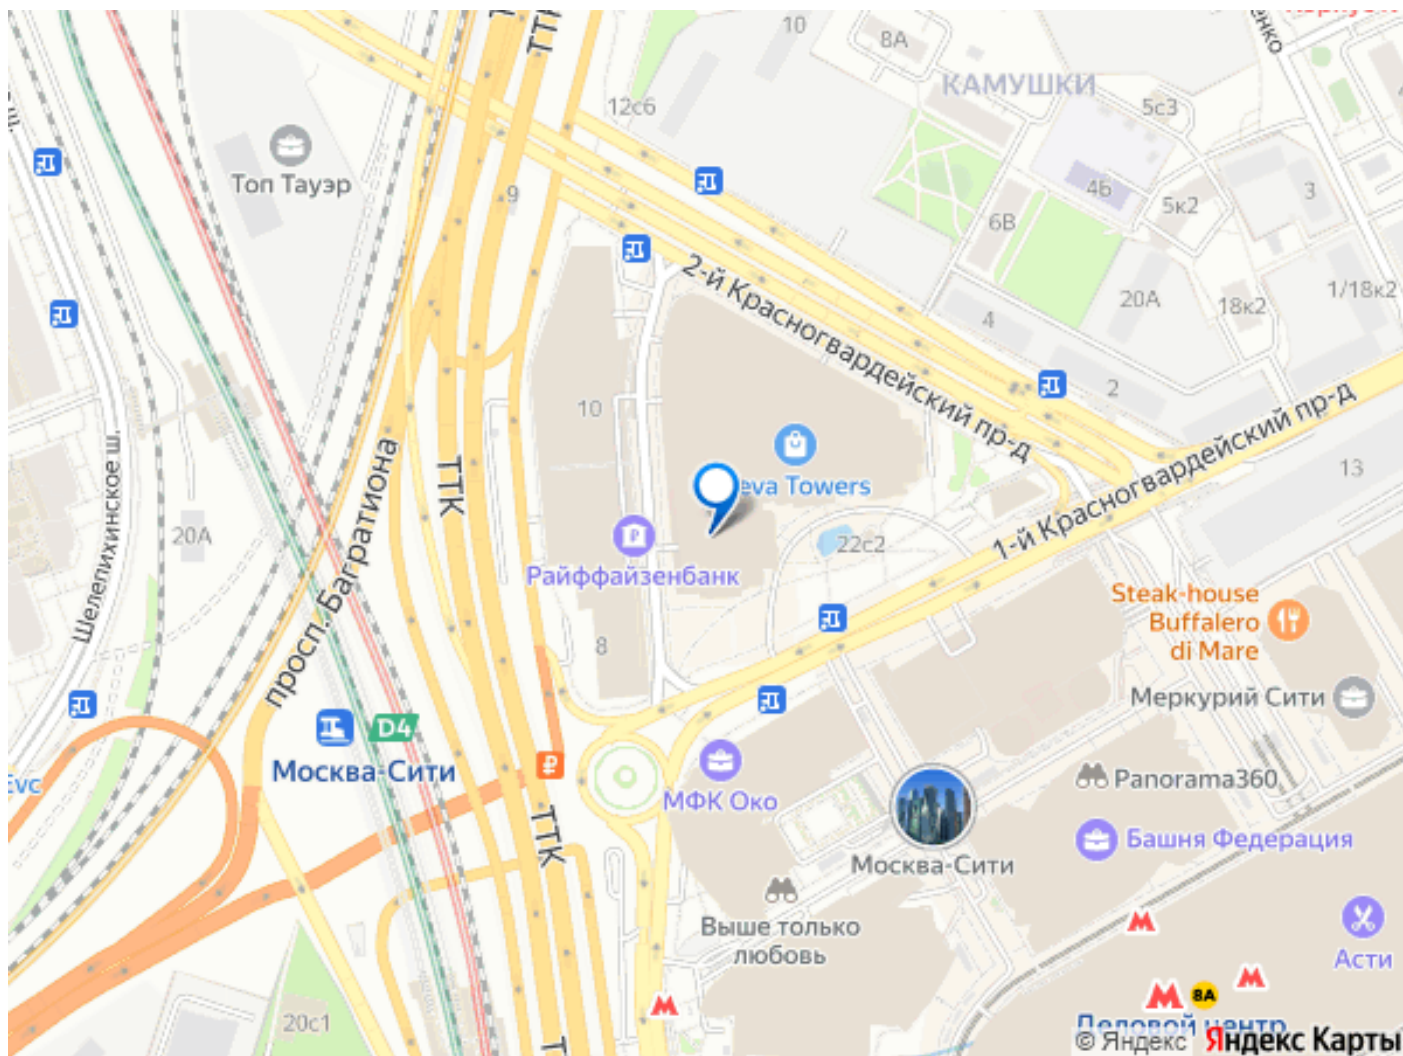 ТТК
10
8А
КАМУШКИ
12с6
5с3
Топ Тауэр
9
4Б
5к2
3
6В
20А
18к2
1/18к2
4
2
2-й Красногвардейский пр-д
1-й Красногвардейский пр-д
10
13
ТТК
просп. Багратиона
Шелепихинское ш.
20А
eva Towers
22с2
Райффайзенбанк
8
Steak-house
Buffalero
di Mare
Меркурий Сити
D4
Москва-Сити
₽
МФК Око
Panorama360
Башня Федерация
Москва-Сити
ТТК
Выше только
любовь
Асти
8А
Деловой центр
20с1
© Яндекс Яндекс Карты